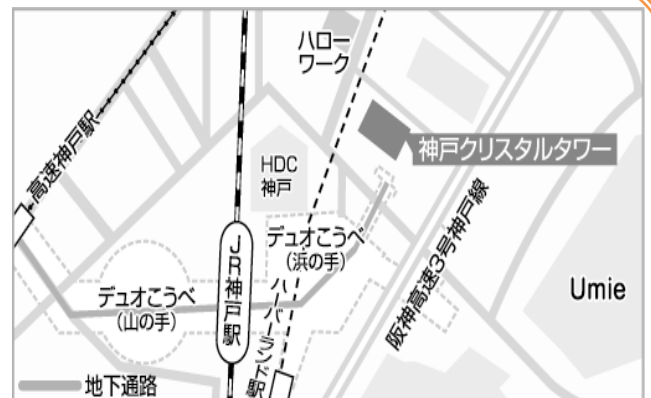 ハロー
ワーク
高速神戸駅
神戸クリスタルタワー
HDC
神戸
デュオこうべ
(浜の手)
阪神高速3号神戸線
JR神戸駅
デュオこうべ
(山の手)
ハーバーランド駅
Umie
地下通路